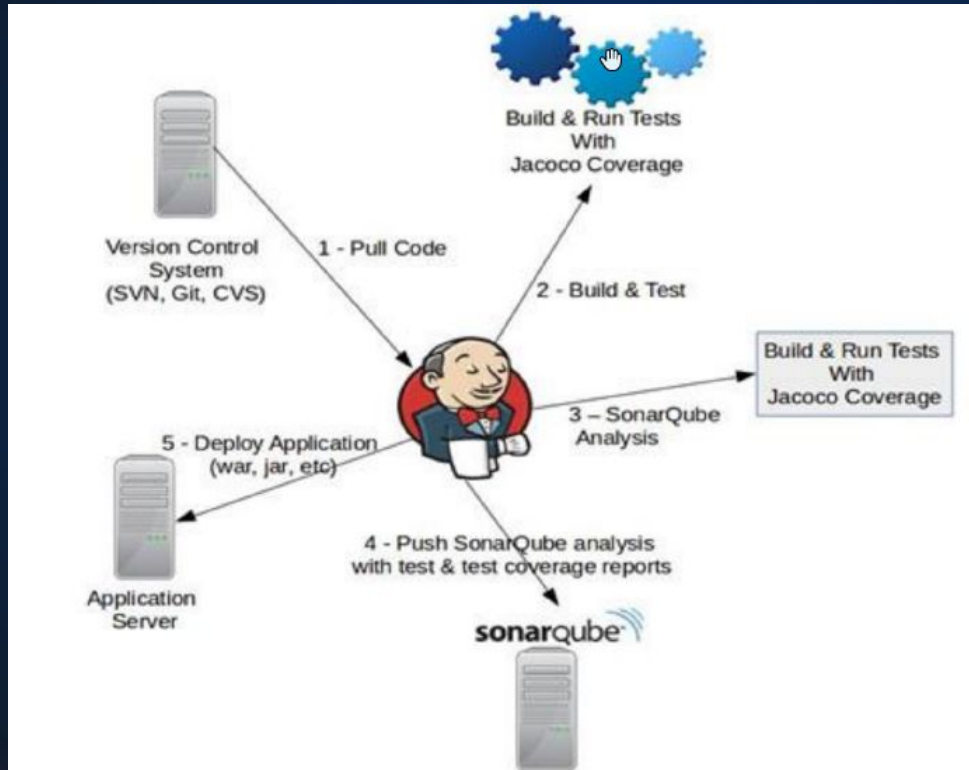 Build & Run Tests
With
Jacoco Coverage
Version Control
System
(SVN, Git, CVS)
1 - Pull Code
2 - Build & Test
Build & Run Tests
With
Jacoco Coverage
3 – SonarQube
Analysis
5 - Deploy Application
(war, jar, etc)
4 - Push SonarQube analysis
with test & test coverage reports
Application
Server
sonarqube